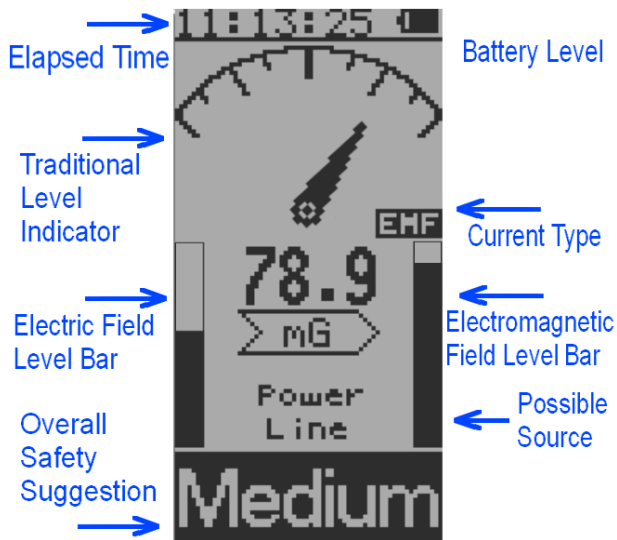 11:13:25
Elapsed Time
Battery Level
Traditional
Level
Indicator
EMF
Current Type
78.9
mG
Electric Field
Level Bar
Electromagnetic
Field Level Bar
Power
Line
Possible
Source
Overall
Safety
Suggestion
Medium